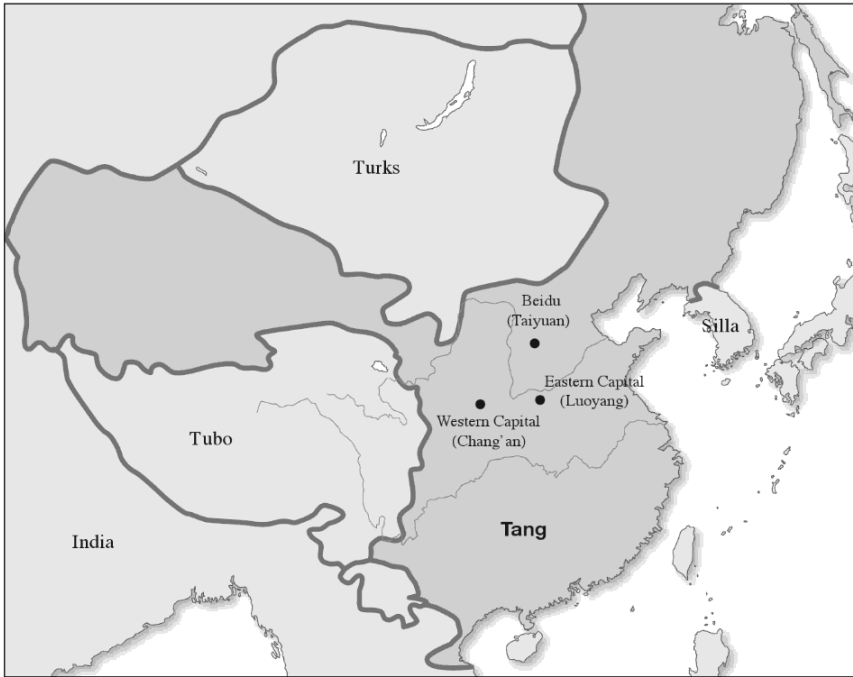 Turks
Beidu
(Taiyuan)
Silla
Eastern Capital
(Luoyang)
Western Capital
(Chang'an)
Tubo
Tang
India